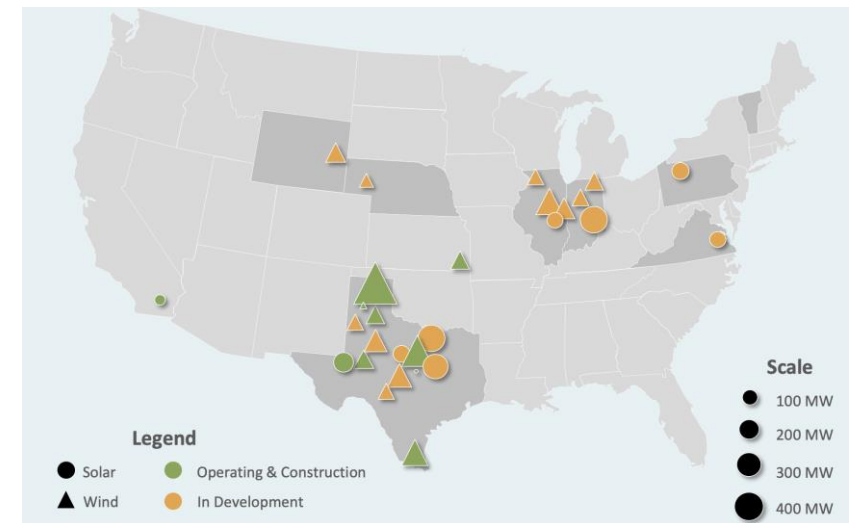 Scale
100 MW
200 MW
300 MW
400 MW
Legend
Solar
Operating & Construction
Wind
In Development